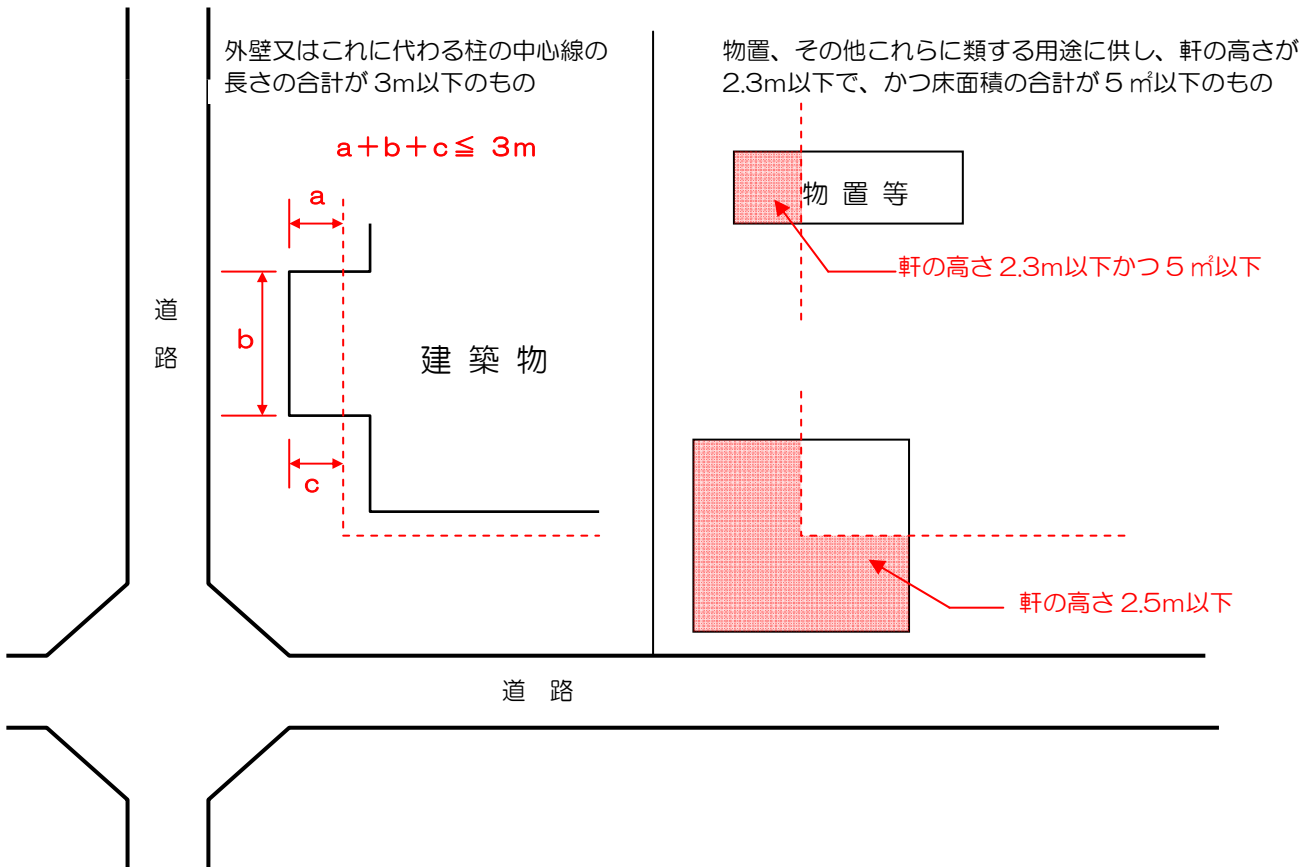 外壁又はこれに代わる柱の中心線の
長さの合計が3m以下のもの
a+b+c≦ 3m
a
b
c
道
路
建 築 物
物置、その他これらに類する用途に供し、軒の高さが
2.3m以下で、かつ床面積の合計が5㎡以下のもの
物 置 等
軒の高さ2.3m以下かつ5㎡以下
軒の高さ2.5m以下
道 路